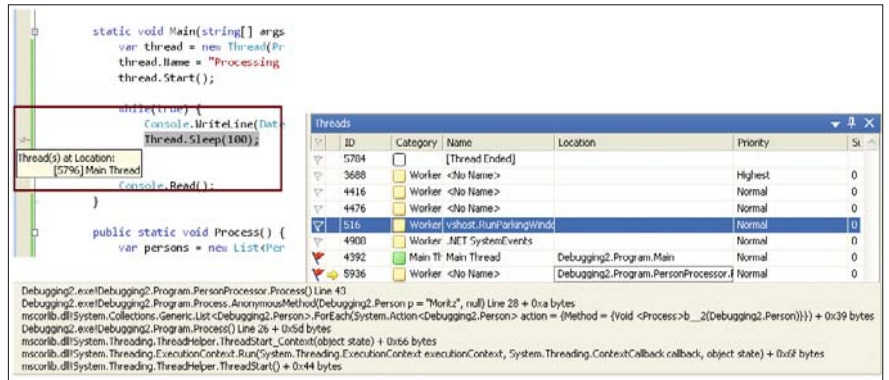 static void Main(string[] args
var thread = new Thread(Pr
thread.Name = "Processing
thread.Start();
while(true) {
Console.WriteLine(Date
Thread.Sleep(100);
Thread(s) at Location:
[5796] Main Thread
Console.Read();
}
public static void Process() {
var persons = new List<Per
Threads
ID Category Name Location Priority Su
5784 [Thread Ended] 0
3688 Worker <No Name> Highest 0
4416 Worker <No Name> Normal 0
4476 Worker <No Name> Normal 0
516 Worker vshost.RunParkingWindo Normal 0
4900 Worker .NET SystemEvents Normal 0
4392 Main Th Main Thread Debugging2.Program.Main Normal 0
5936 Worker <No Name> Debugging2.Program.PersonProcessor.F Normal 0
Debugging2.exe!Debugging2.Program.PersonProcessor.Process() Line 43
Debugging2.exe!Debugging2.Program.Process.AnonymousMethod(Debugging2.Person p = "Moritz", null) Line 28 + 0xa bytes
mscorlib.dll!System.Collections.Generic.List<Debugging2.Person>.ForEach(System.Action<Debugging2.Person> action = {Method = {Void <Process>b__2(Debugging2.Person)}}) + 0x39 bytes
Debugging2.exe!Debugging2.Program.Process() Line 26 + 0x5d bytes
mscorlib.dll!System.Threading.ThreadHelper.ThreadStart_Context(object state) + 0x66 bytes
mscorlib.dll!System.Threading.ExecutionContext.Run(System.Threading.ExecutionContext executionContext, System.Threading.ContextCallback callback, object state) + 0x6f bytes
mscorlib.dll!System.Threading.ThreadHelper.ThreadStart() + 0x44 bytes